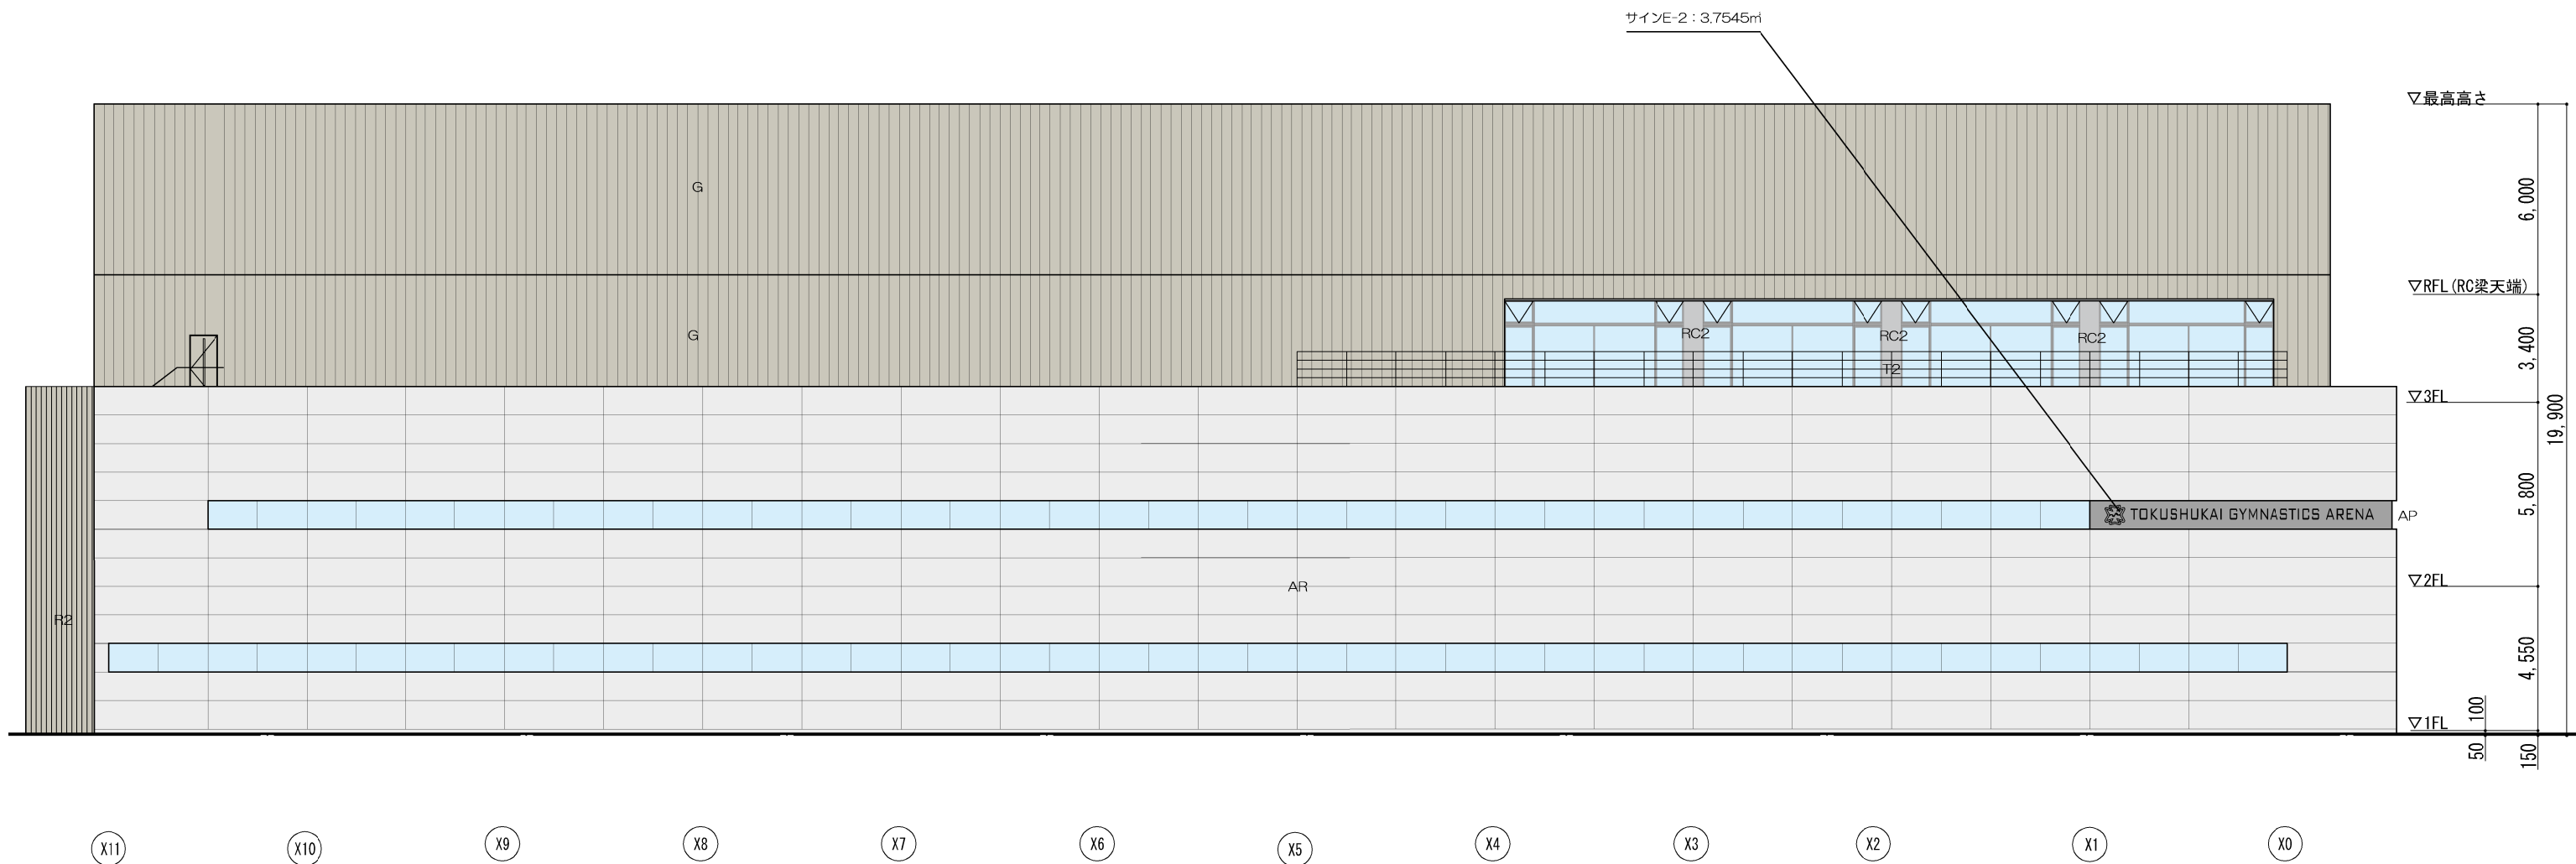 サインE-2：3.7545㎡
▽最高高さ
G
6,000
▽RFL(RC梁天端)
G
RC2
RC2
RC2
3,400
T2
▽3FL
19,900
5,800
TOKUSHUKAI GYMNASTICS ARENA
AP
▽2FL
AR
R2
4,550
100
▽1FL
50
150
X11
X10
X9
X8
X7
X6
X5
X4
X3
X2
X1
X0